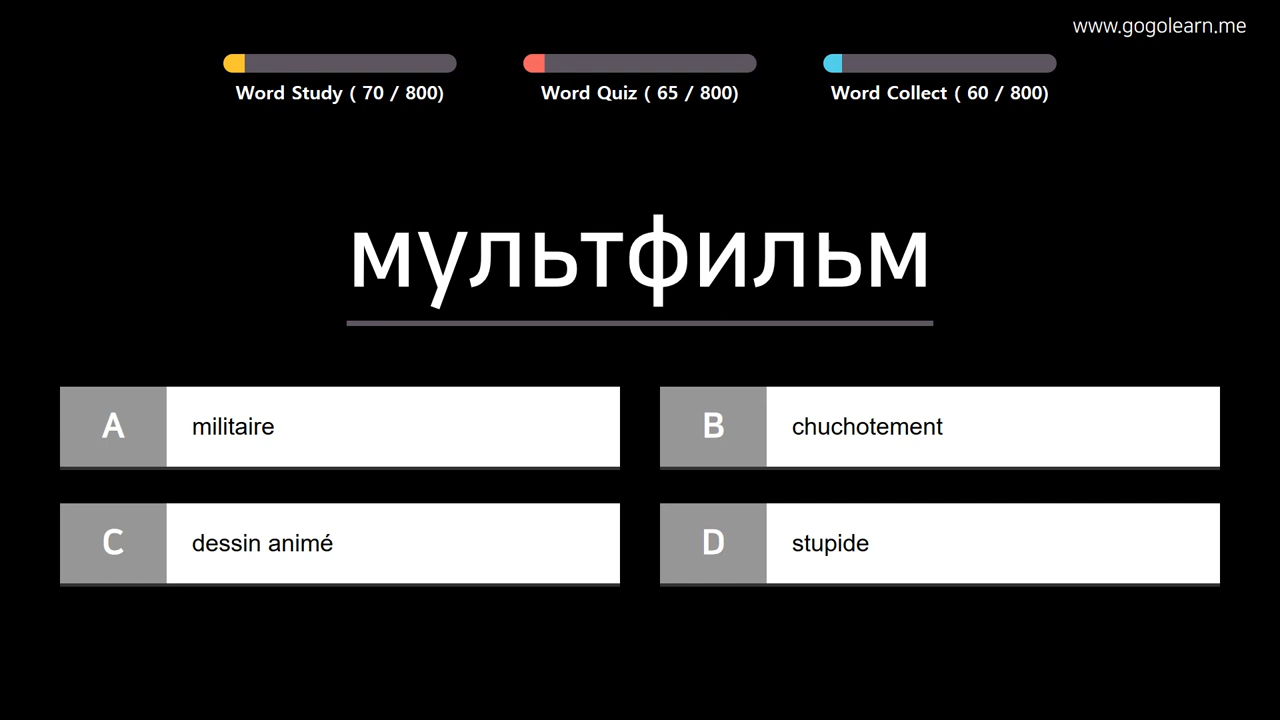 www.gogolearn.me
Word Study ( 70 / 800)
Word Quiz ( 65 / 800)
Word Collect ( 60 / 800)
мультфильм
A militaire
B chuchotement
C dessin animé
D stupide